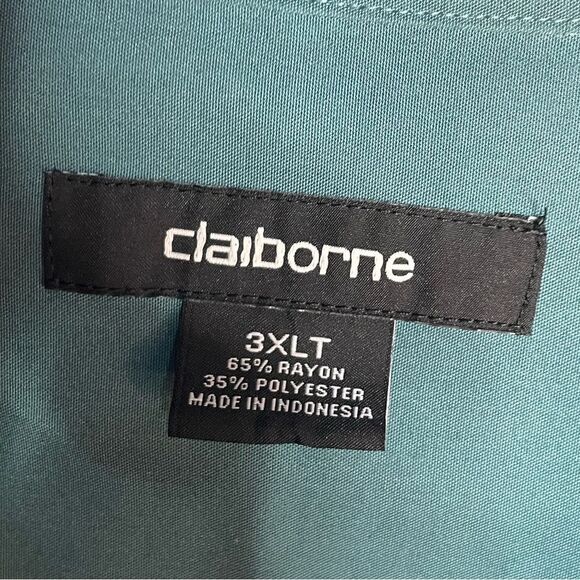 claiborne
3XLT
65% RAYON
35% POLYESTER
MADE IN INDONESIA